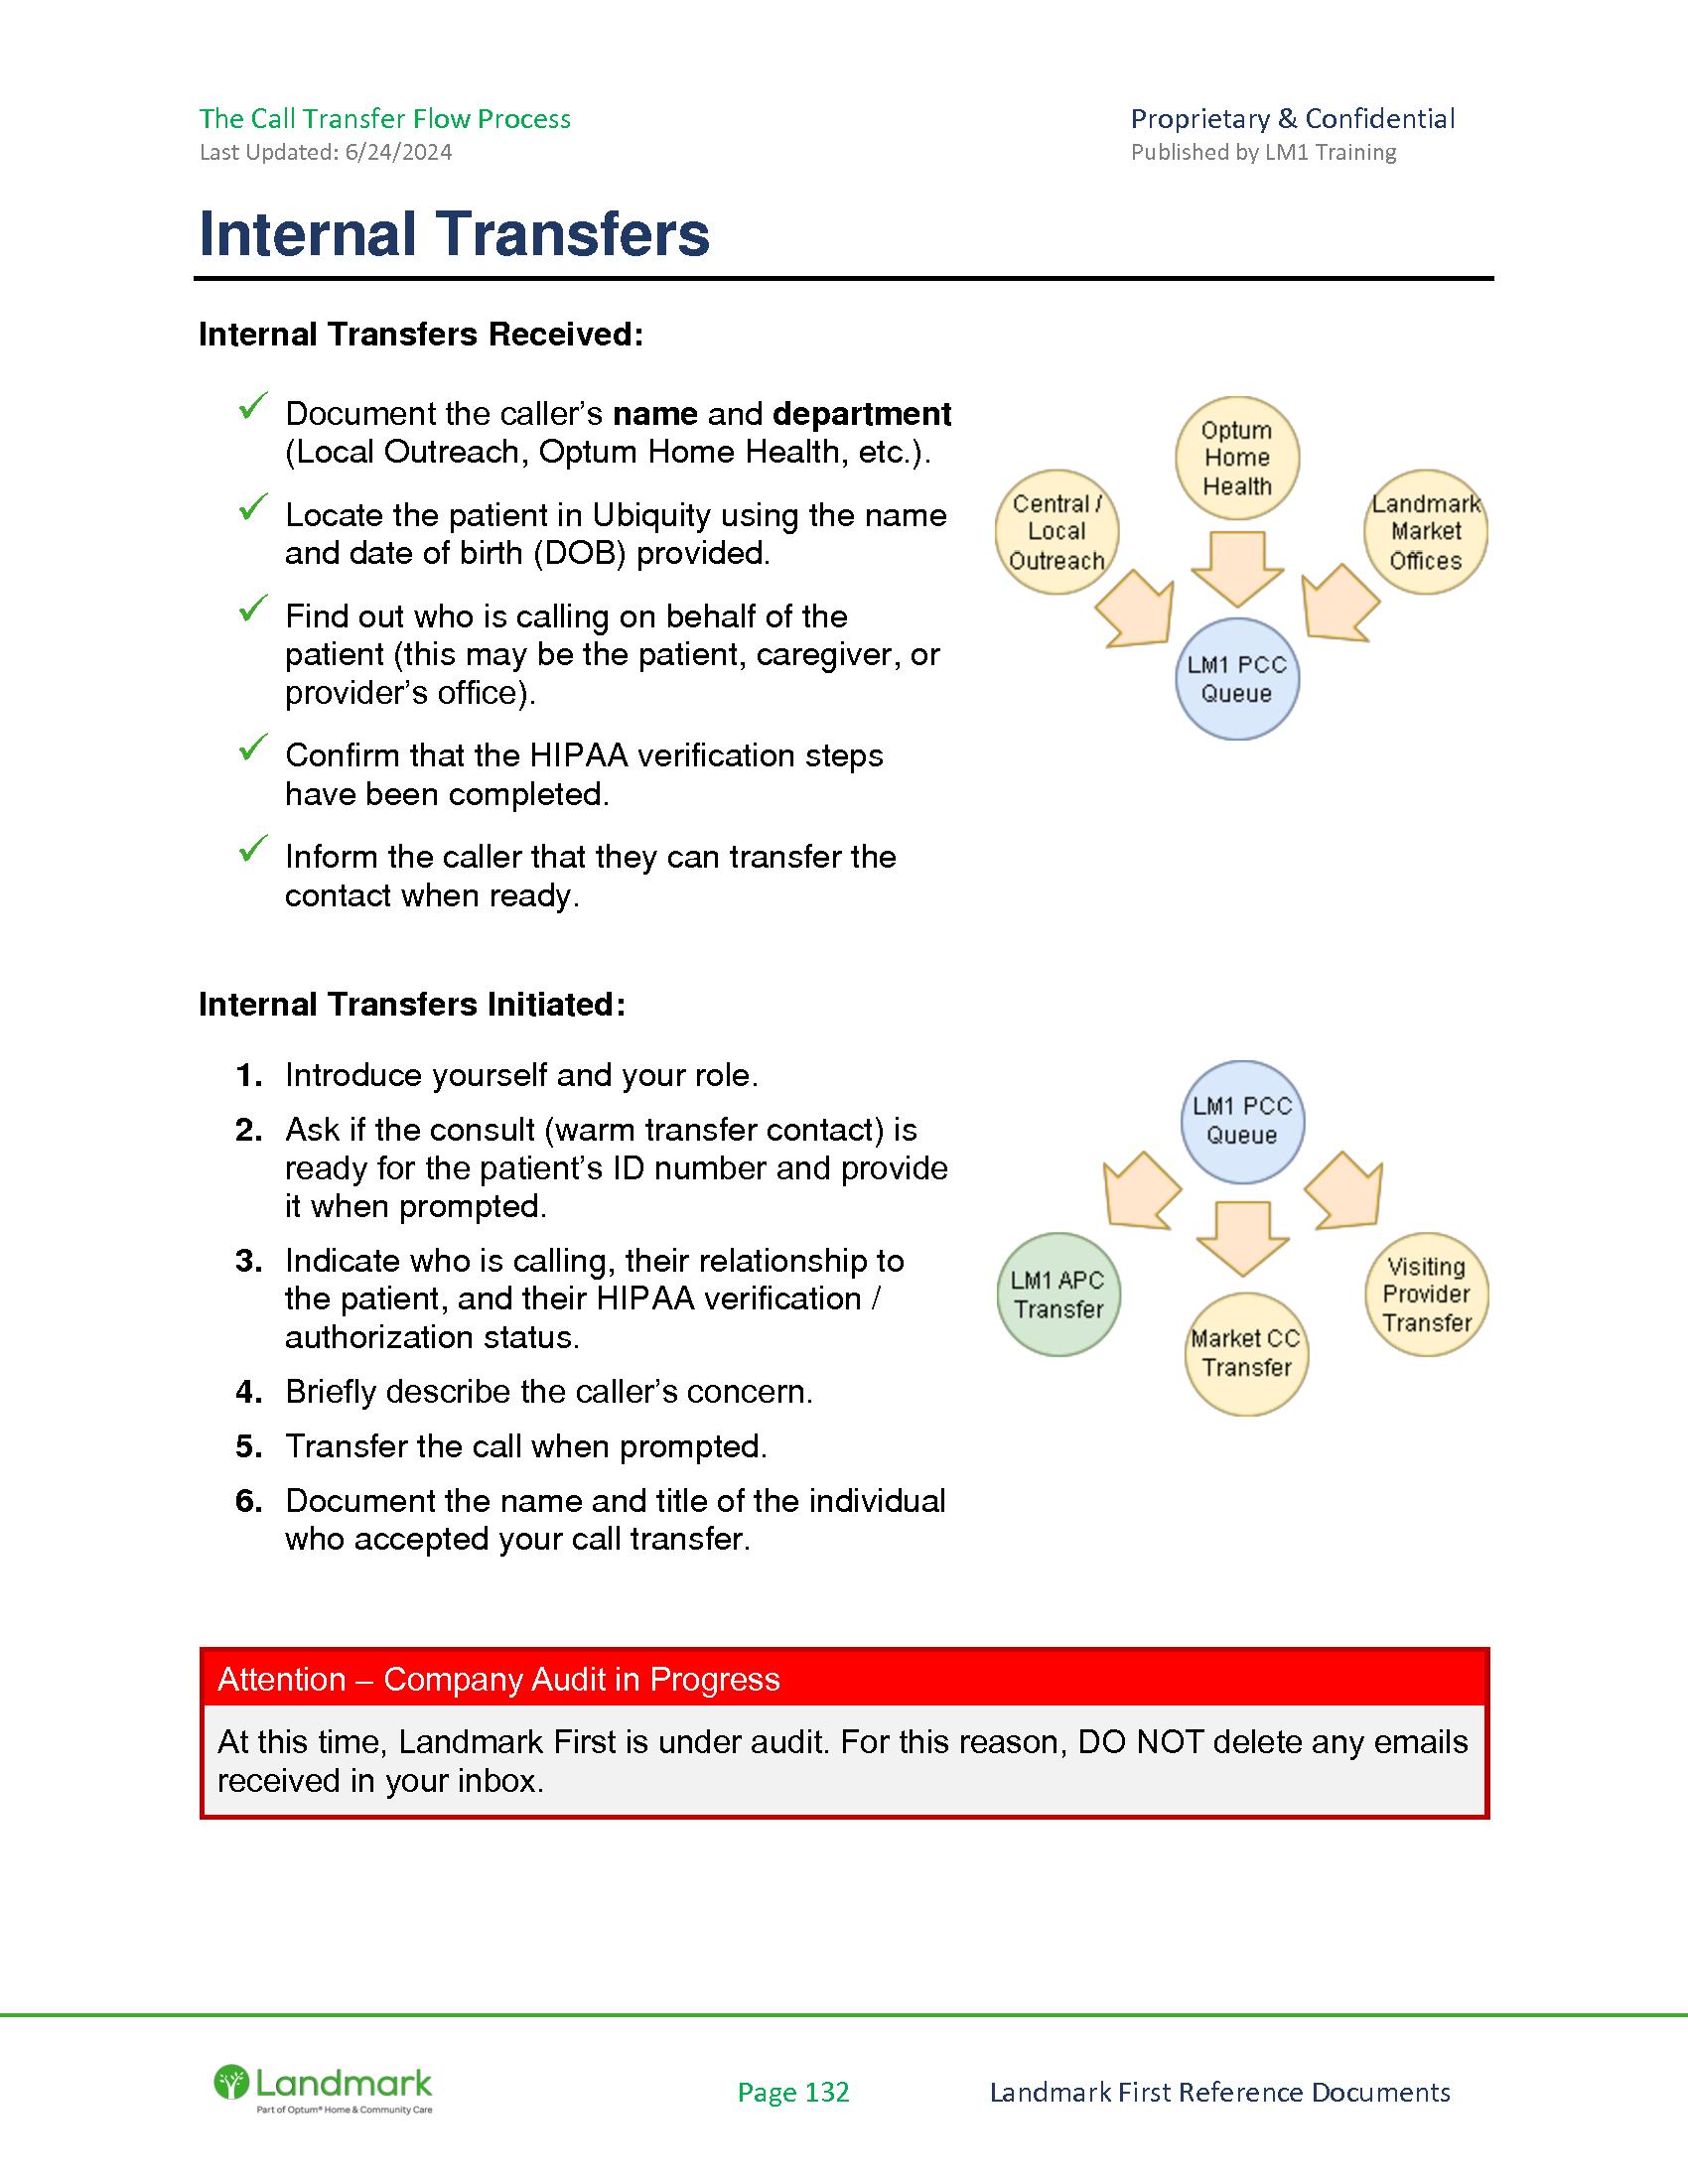 The Call Transfer Flow Process
Last Updated: 6/24/2024
Proprietary & Confidential
Published by LM1 Training
Internal Transfers
Internal Transfers Received:
✓ Document the caller's name and department
(Local Outreach, Optum Home Health, etc.).
✓ Locate the patient in Ubiquity using the name
and date of birth (DOB) provided.
✓ Find out who is calling on behalf of the
patient (this may be the patient, caregiver, or
provider's office).
✓ Confirm that the HIPAA verification steps
have been completed.
✓ Inform the caller that they can transfer the
contact when ready.
Central /
Local
Outreach
Optum
Home
Health
Landmark
Market
Offices
LM1 PCC
Queue
Internal Transfers Initiated:
1. Introduce yourself and your role.
2. Ask if the consult (warm transfer contact) is
ready for the patient's ID number and provide
it when prompted.
3. Indicate who is calling, their relationship to
the patient, and their HIPAA verification /
authorization status.
4. Briefly describe the caller's concern.
5. Transfer the call when prompted.
6. Document the name and title of the individual
who accepted your call transfer.
LM1 PCC
Queue
LM1 APC
Transfer
Market CC
Transfer
Visiting
Provider
Transfer
Attention – Company Audit in Progress
At this time, Landmark First is under audit. For this reason, DO NOT delete any emails
received in your inbox.
Landmark
Part of Optum® Home & Community Care
Page 132
Landmark First Reference Documents